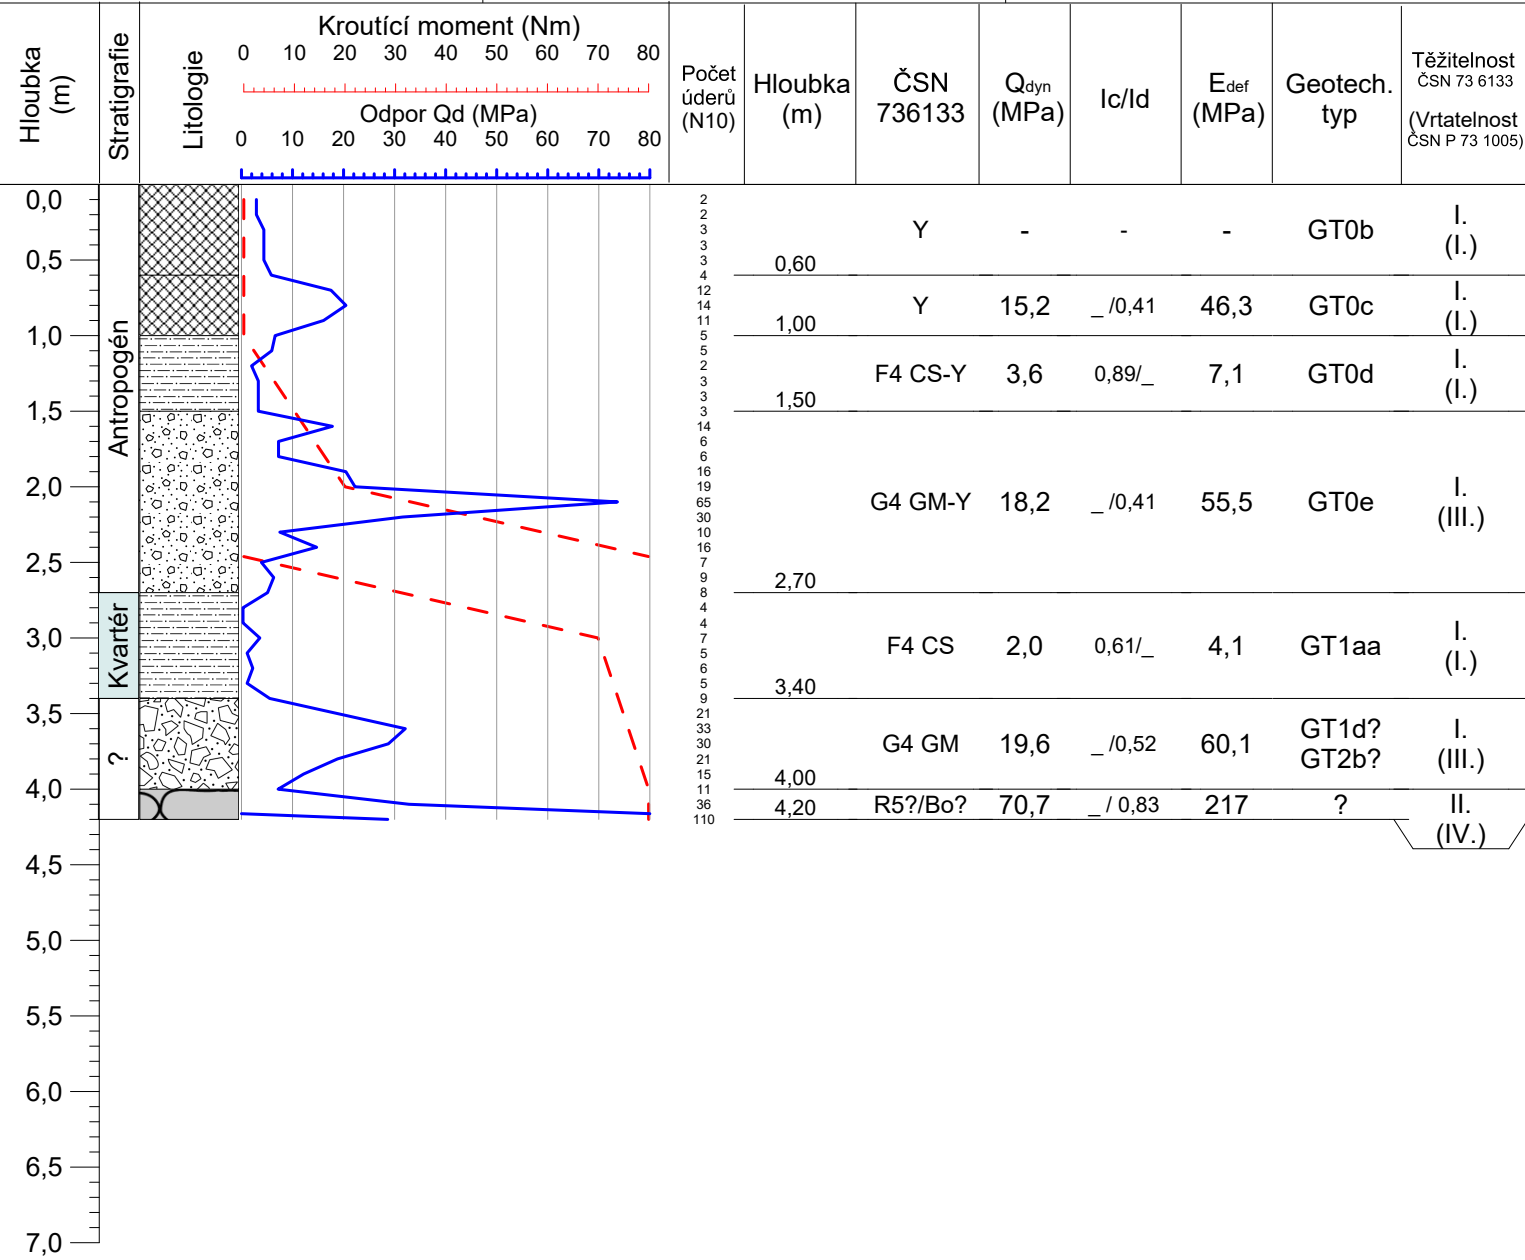 Hloubka
(m)
Stratigrafie
Litologie
Kroutící moment (Nm)
0 10 20 30 40 50 60 70 80
Odpor Qd (MPa)
0 10 20 30 40 50 60 70 80
Počet
úderů
(N10)
Hloubka
(m)
ČSN
736133
Qdyn
(MPa)
Ic/Id
Edef
(MPa)
Geotech.
typ
Těžitelnost
ČSN 73 6133
(Vrtatelnost
ČSN P 73 1005)
0,0
0,5
1,0
1,5
2,0
2,5
3,0
3,5
4,0
4,5
5,0
5,5
6,0
6,5
7,0
Antropogén
Kvartér
?
2
2
3
3
3
4
12
14
11
5
5
2
3
3
3
14
6
6
16
19
65
30
10
16
7
9
8
4
4
7
5
6
5
9
21
33
30
21
15
11
36
110
0,60 Y - - - GT0b I.
(I.)
1,00 Y 15,2 _ /0,41 46,3 GT0c I.
(I.)
1,50 F4 CS-Y 3,6 0,89/_ 7,1 GT0d I.
(I.)
2,70 G4 GM-Y 18,2 _ /0,41 55,5 GT0e I.
(III.)
3,40 F4 CS 2,0 0,61/_ 4,1 GT1aa I.
(I.)
4,00 G4 GM 19,6 _ /0,52 60,1 GT1d?
GT2b? I.
(III.)
4,20 R5?/Bo? 70,7 _ / 0,83 217 ? II.
(IV.)